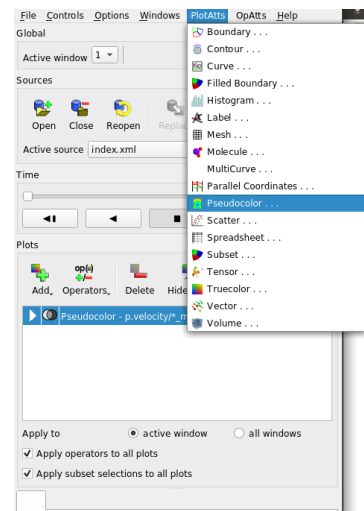 File Controls Options Windows PlotAtts OpAtts Help
Global
Active window 1
Sources
Open Close Reopen Replac
Active source index.xml
Time
Plots
Add Operators Delete Hide
Pseudocolor - p.velocity/*_m
Apply to active window all windows
Apply operators to all plots
Apply subset selections to all plots
Boundary . . .
Contour . . .
Curve . . .
Filled Boundary . . .
Histogram . . .
Label . . .
Mesh . . .
Molecule . . .
MultiCurve . . .
Parallel Coordinates . . .
Pseudocolor . . .
Scatter . . .
Spreadsheet . . .
Subset . . .
Tensor . . .
Truecolor . . .
Vector . . .
Volume . . .